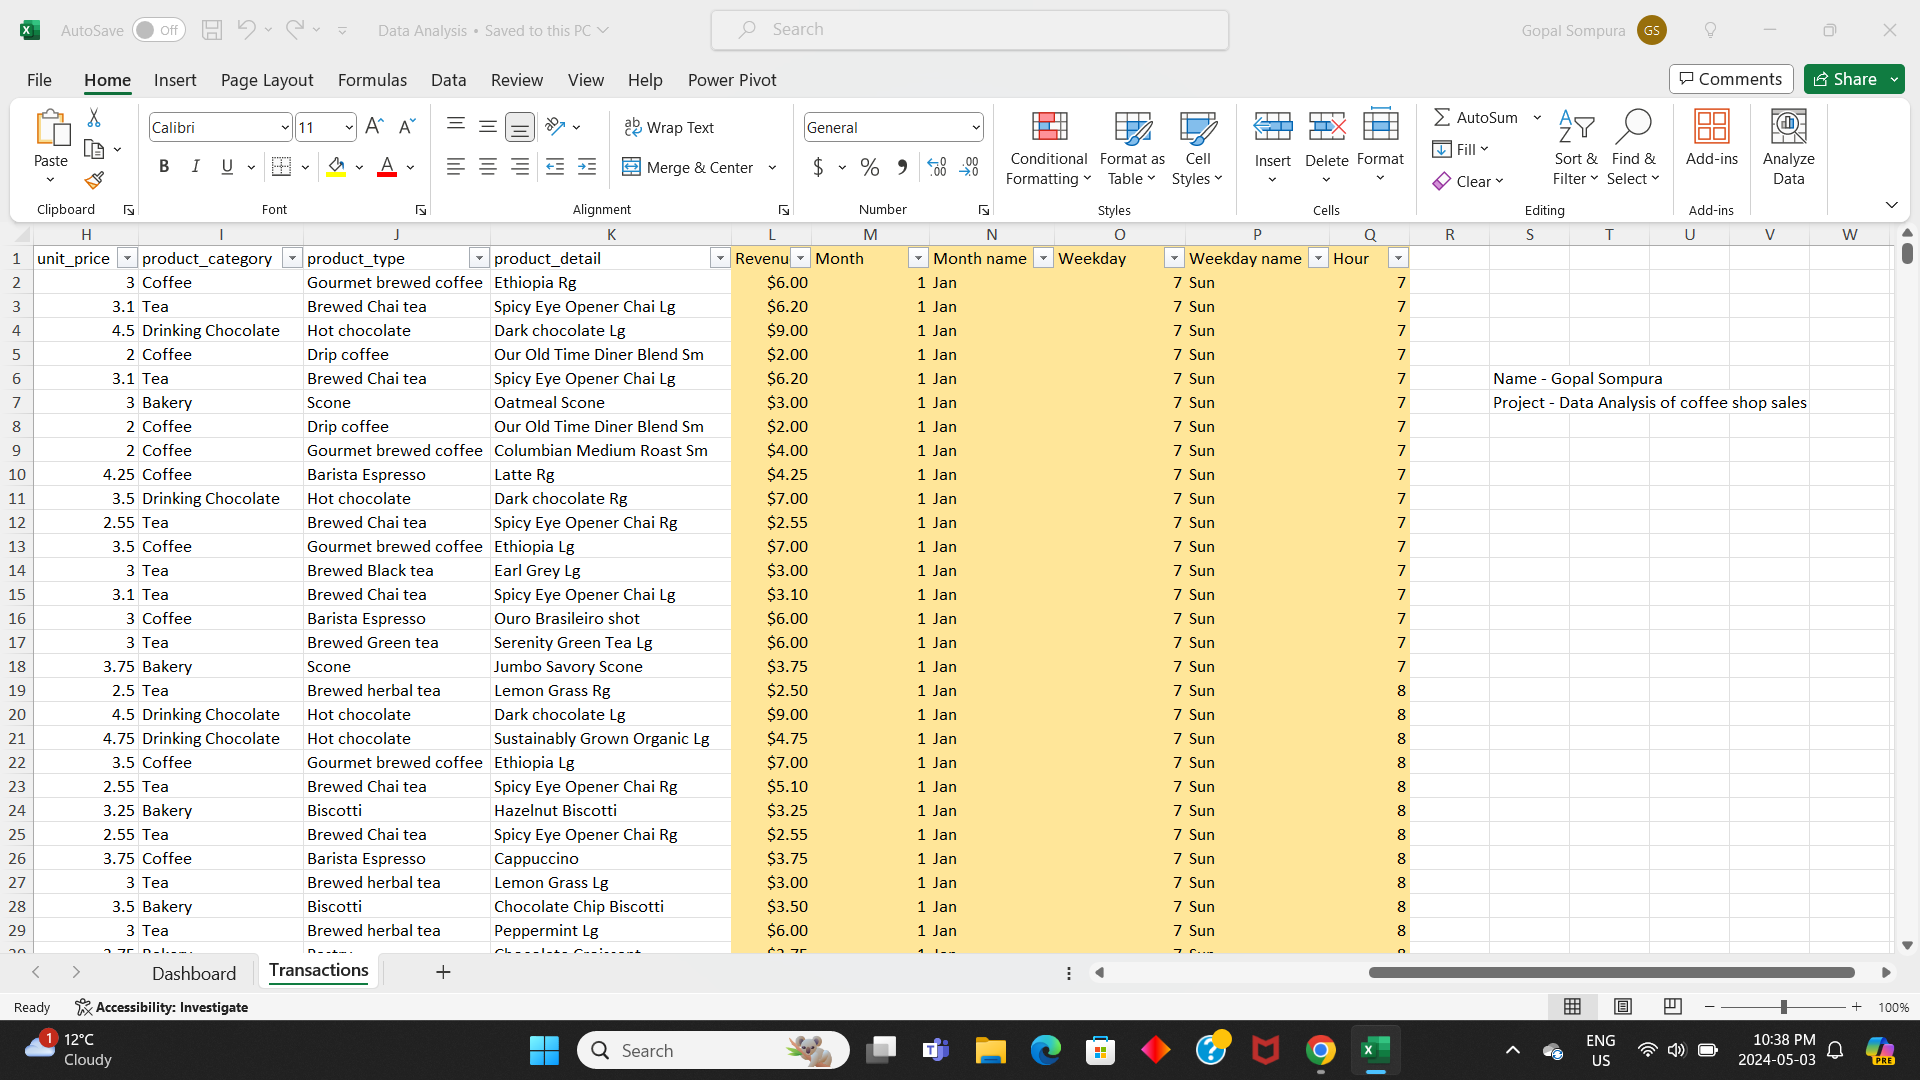 AutoSave Off Data Analysis • Saved to this PC Search Gopal Sompura GS
File Home Insert Page Layout Formulas Data Review View Help Power Pivot Comments Share
Paste Calibri 11 Wrap Text General Conditional Formatting Format as Table Cell Styles Insert Delete Format AutoSum Sort & Filter Find & Select Add-ins Analyze Data
B I U A Merge & Center $ % Fill
Clear
Clipboard Font Alignment Number Styles Cells Editing Add-ins
H I J K L M N O P Q R S T U V W
1 unit_price product_category product_type product_detail Revenu Month Month name Weekday Weekday name Hour
2 3 Coffee Gourmet brewed coffee Ethiopia Rg $6.00 1 Jan 7 Sun 7
3 3.1 Tea Brewed Chai tea Spicy Eye Opener Chai Lg $6.20 1 Jan 7 Sun 7
4 4.5 Drinking Chocolate Hot chocolate Dark chocolate Lg $9.00 1 Jan 7 Sun 7
5 2 Coffee Drip coffee Our Old Time Diner Blend Sm $2.00 1 Jan 7 Sun 7
6 3.1 Tea Brewed Chai tea Spicy Eye Opener Chai Lg $6.20 1 Jan 7 Sun 7 Name - Gopal Sompura
7 3 Bakery Scone Oatmeal Scone $3.00 1 Jan 7 Sun 7 Project - Data Analysis of coffee shop sales
8 2 Coffee Drip coffee Our Old Time Diner Blend Sm $2.00 1 Jan 7 Sun 7
9 2 Coffee Gourmet brewed coffee Columbian Medium Roast Sm $4.00 1 Jan 7 Sun 7
10 4.25 Coffee Barista Espresso Latte Rg $4.25 1 Jan 7 Sun 7
11 3.5 Drinking Chocolate Hot chocolate Dark chocolate Rg $7.00 1 Jan 7 Sun 7
12 2.55 Tea Brewed Chai tea Spicy Eye Opener Chai Rg $2.55 1 Jan 7 Sun 7
13 3.5 Coffee Gourmet brewed coffee Ethiopia Lg $7.00 1 Jan 7 Sun 7
14 3 Tea Brewed Black tea Earl Grey Lg $3.00 1 Jan 7 Sun 7
15 3.1 Tea Brewed Chai tea Spicy Eye Opener Chai Lg $3.10 1 Jan 7 Sun 7
16 3 Coffee Barista Espresso Ouro Brasileiro shot $6.00 1 Jan 7 Sun 7
17 3 Tea Brewed Green tea Serenity Green Tea Lg $6.00 1 Jan 7 Sun 7
18 3.75 Bakery Scone Jumbo Savory Scone $3.75 1 Jan 7 Sun 7
19 2.5 Tea Brewed herbal tea Lemon Grass Rg $2.50 1 Jan 7 Sun 8
20 4.5 Drinking Chocolate Hot chocolate Dark chocolate Lg $9.00 1 Jan 7 Sun 8
21 4.75 Drinking Chocolate Hot chocolate Sustainably Grown Organic Lg $4.75 1 Jan 7 Sun 8
22 3.5 Coffee Gourmet brewed coffee Ethiopia Lg $7.00 1 Jan 7 Sun 8
23 2.55 Tea Brewed Chai tea Spicy Eye Opener Chai Rg $5.10 1 Jan 7 Sun 8
24 3.25 Bakery Biscotti Hazelnut Biscotti $3.25 1 Jan 7 Sun 8
25 2.55 Tea Brewed Chai tea Spicy Eye Opener Chai Rg $2.55 1 Jan 7 Sun 8
26 3.75 Coffee Barista Espresso Cappuccino $3.75 1 Jan 7 Sun 8
27 3 Tea Brewed herbal tea Lemon Grass Lg $3.00 1 Jan 7 Sun 8
28 3.5 Bakery Biscotti Chocolate Chip Biscotti $3.50 1 Jan 7 Sun 8
29 3 Tea Brewed herbal tea Peppermint Lg $6.00 1 Jan 7 Sun 8
Dashboard Transactions
Ready Accessibility: Investigate 100%
1 12°C Cloudy Search ENG US 10:38 PM 2024-05-03 PRE